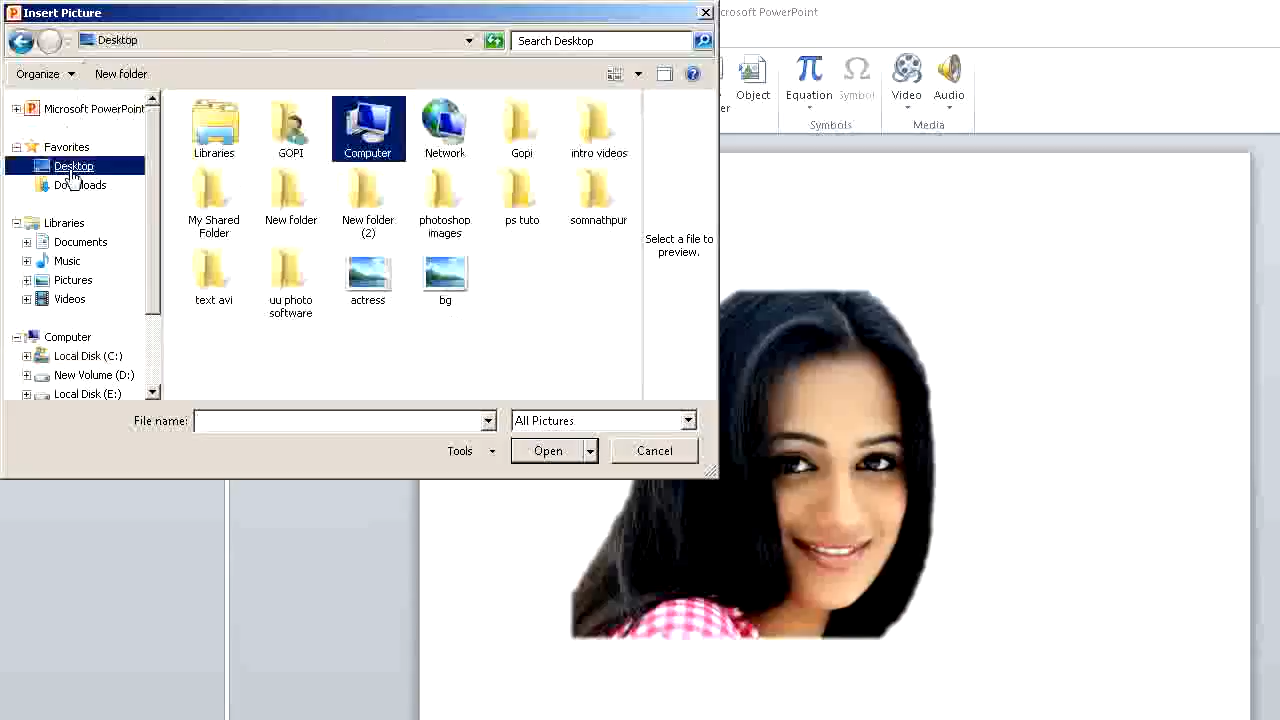 Insert Picture
crosoft PowerPoint
Desktop
Search Desktop
Organise
New folder
Object
Equation
Symbol
Video
Audio
er
Symbols
Media
Microsoft PowerPoint
Favorites
Desktop
Downloads
Libraries
Documents
Music
Pictures
Videos
Computer
Local Disk (C:)
New Volume (D:)
Local Disk (E:)
Libraries
GOPI
Computer
Network
Gopi
intro videos
My Shared
Folder
New folder
New folder
(2)
photoshop
images
ps tuto
somnathpur
text avi
uu photo
software
actress
bg
Select a file to
preview.
File name:
All Pictures
Tools
Open
Cancel